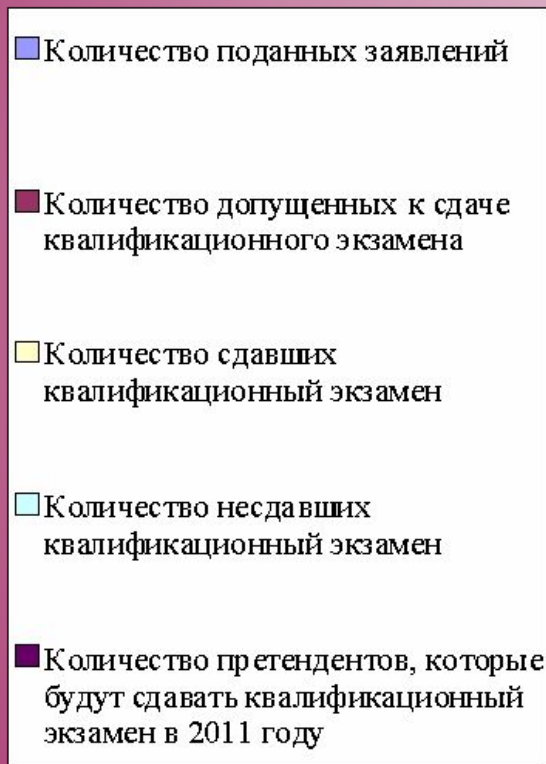 Количество поданных заявлений
Количество допущенных к сдаче
квалификационного экзамена
Количество сдавших
квалификационный экзамен
Количество несдавших
квалификационный экзамен
Количество претендентов, которые
будут сдавать квалификационный
экзамен в 2011 году